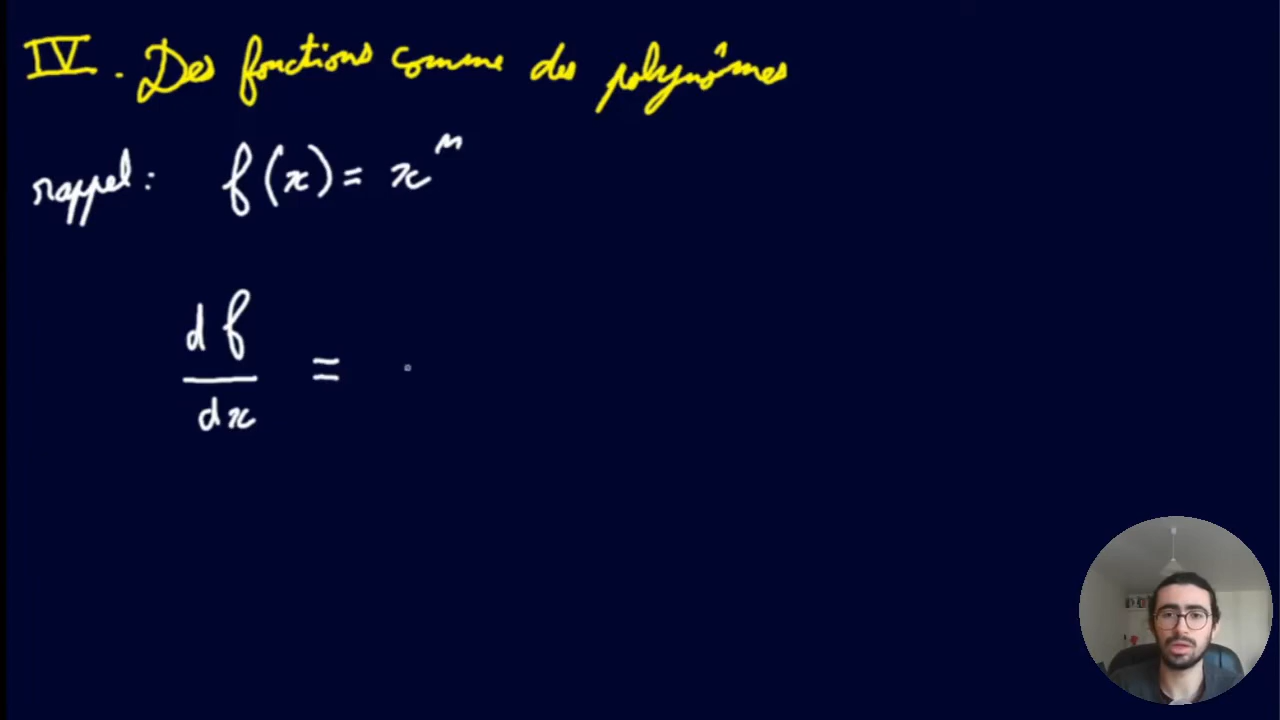 IV. Des fonctions comme des polynômes
rappel: f(x) = x^n
df
dx
=